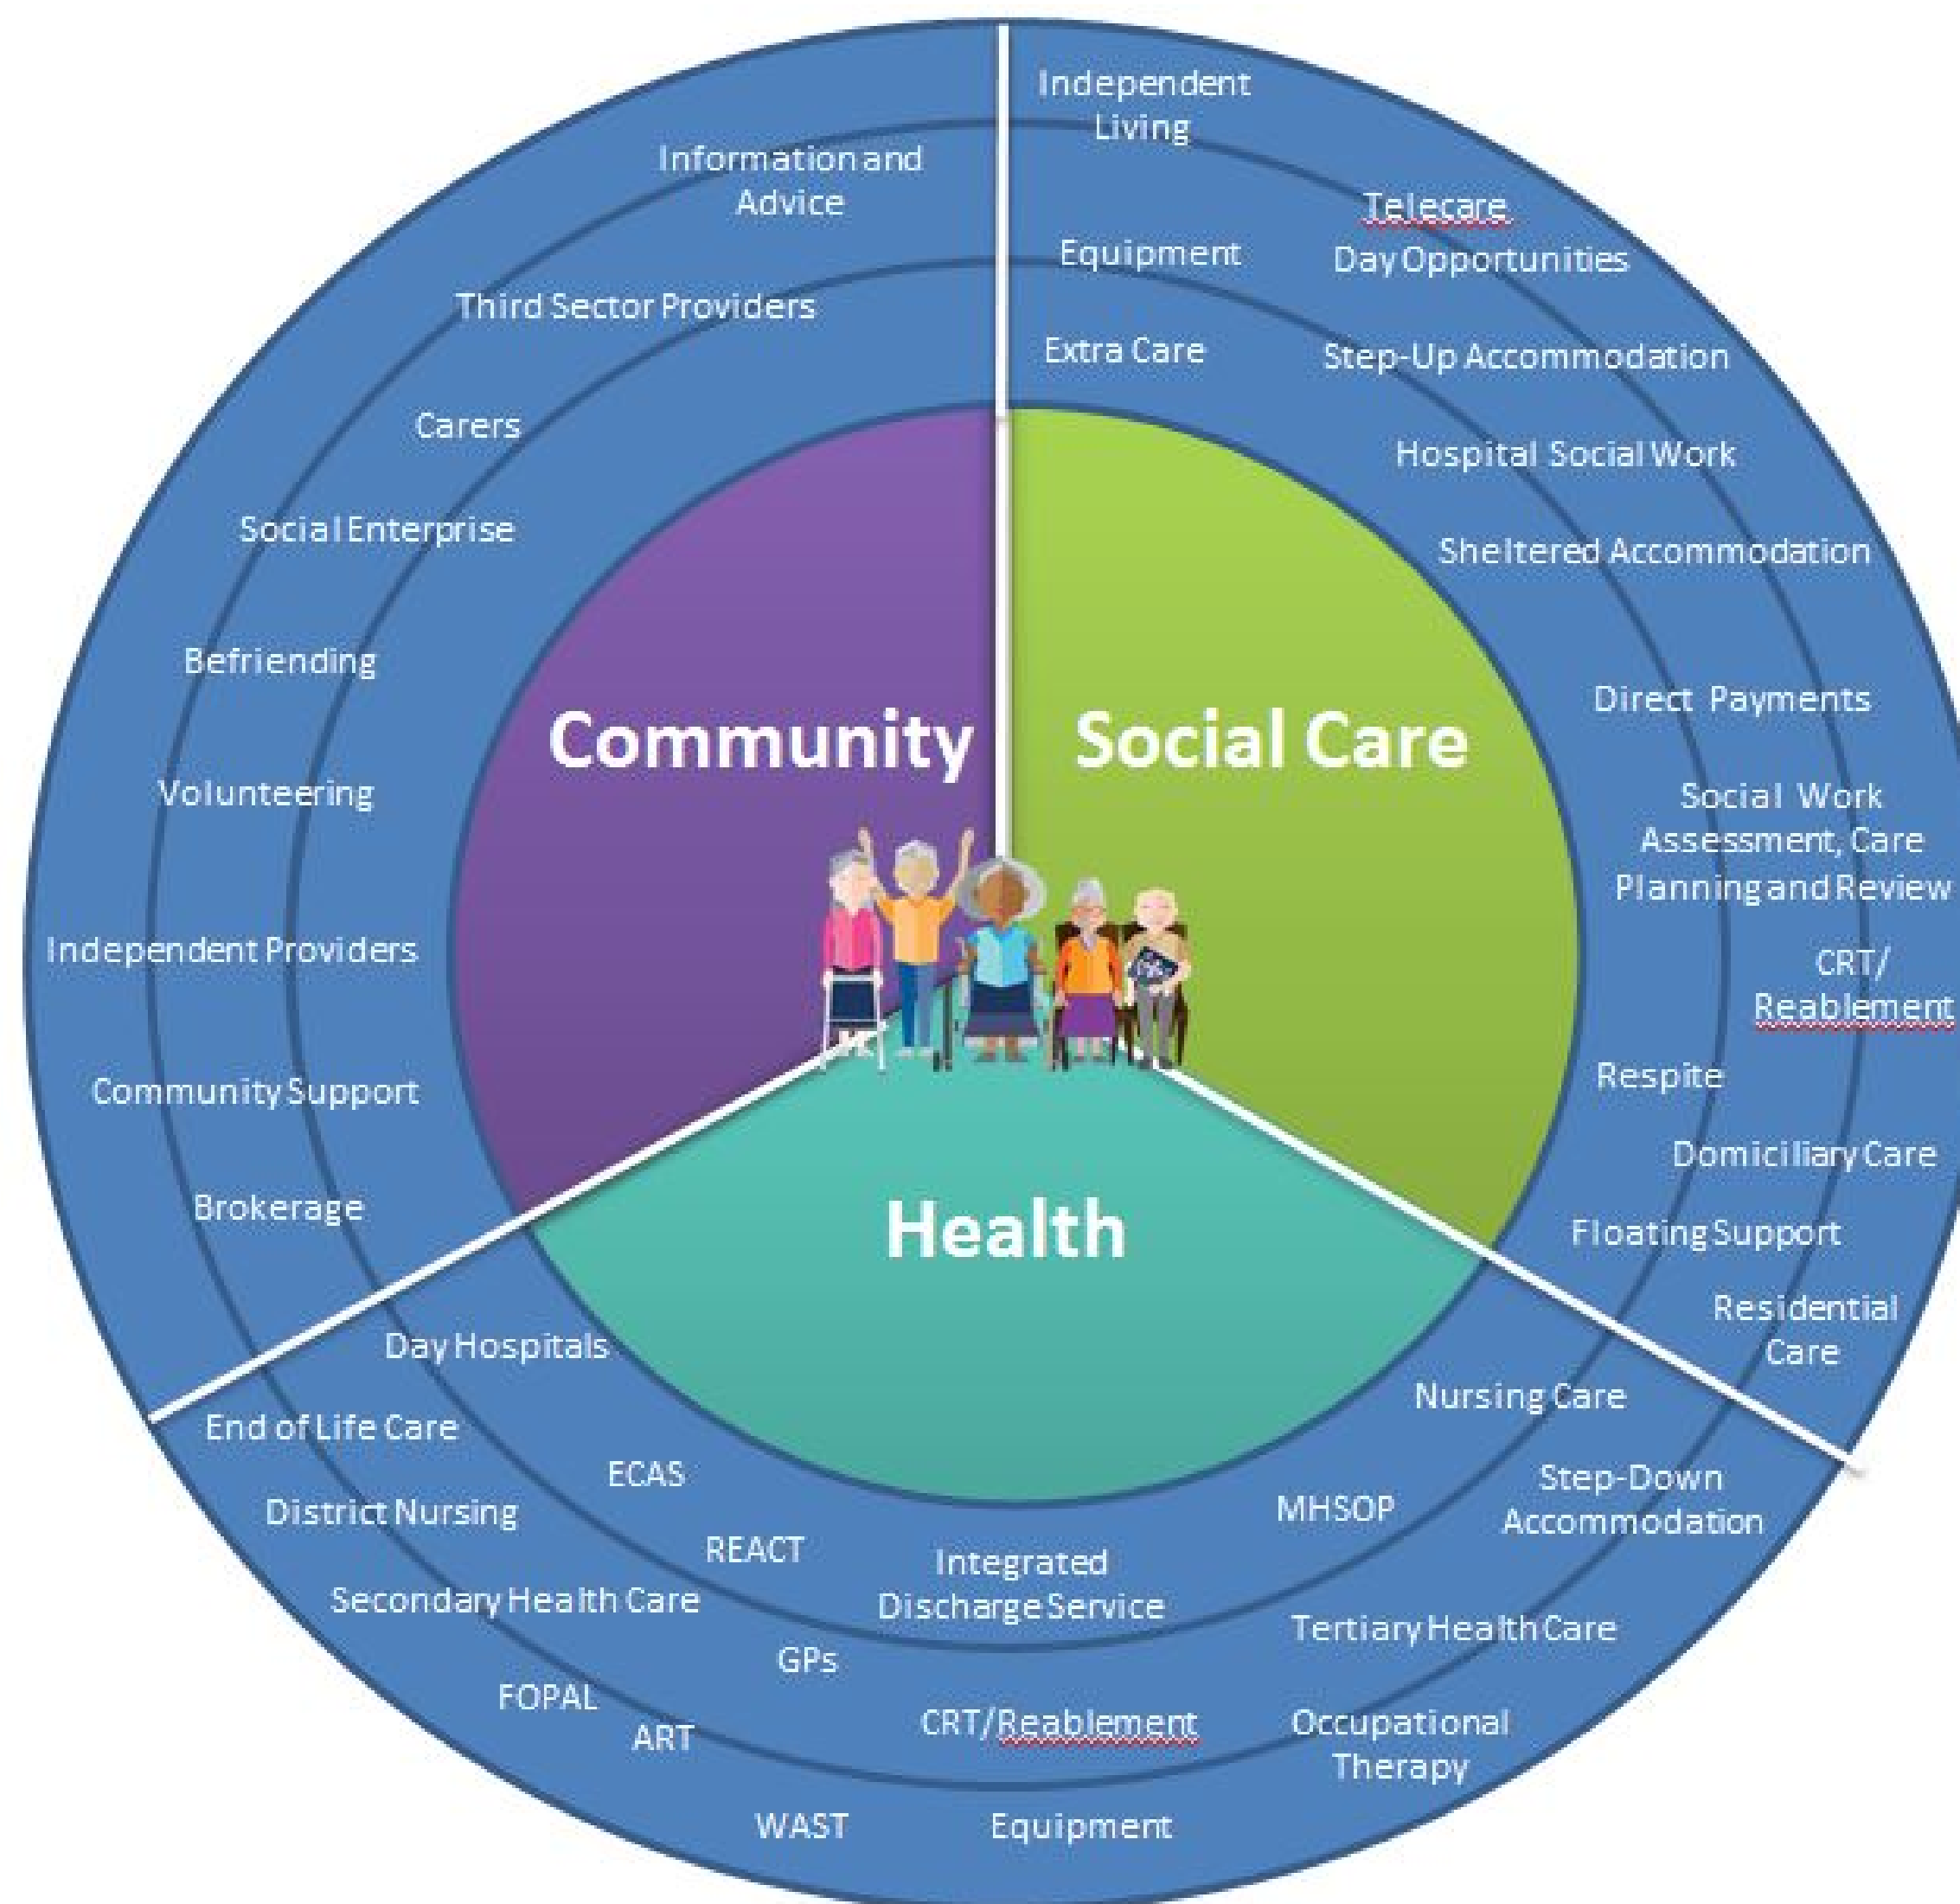 Independent
Living
Telecare
Equipment
Day Opportunities
Extra Care
Step-Up Accommodation
Hospital Social Work
Sheltered Accommodation
Direct Payments
Social Work
Assessment, Care
Planning and Review
CRT/
Reablement
Respite
Domiciliary Care
Floating Support
Residential
Care
Social Care
Information and
Advice
Third Sector Providers
Carers
Social Enterprise
Befriending
Volunteering
Independent Providers
Community Support
Brokerage
Community
Health
Day Hospitals
End of Life Care
ECAS
District Nursing
REACT
Secondary Health Care
GPs
FOPAL
ART
WAST
Integrated
Discharge Service
CRT/Reablement
Equipment
Nursing Care
MHSOP
Step-Down
Accommodation
Tertiary Health Care
Occupational
Therapy